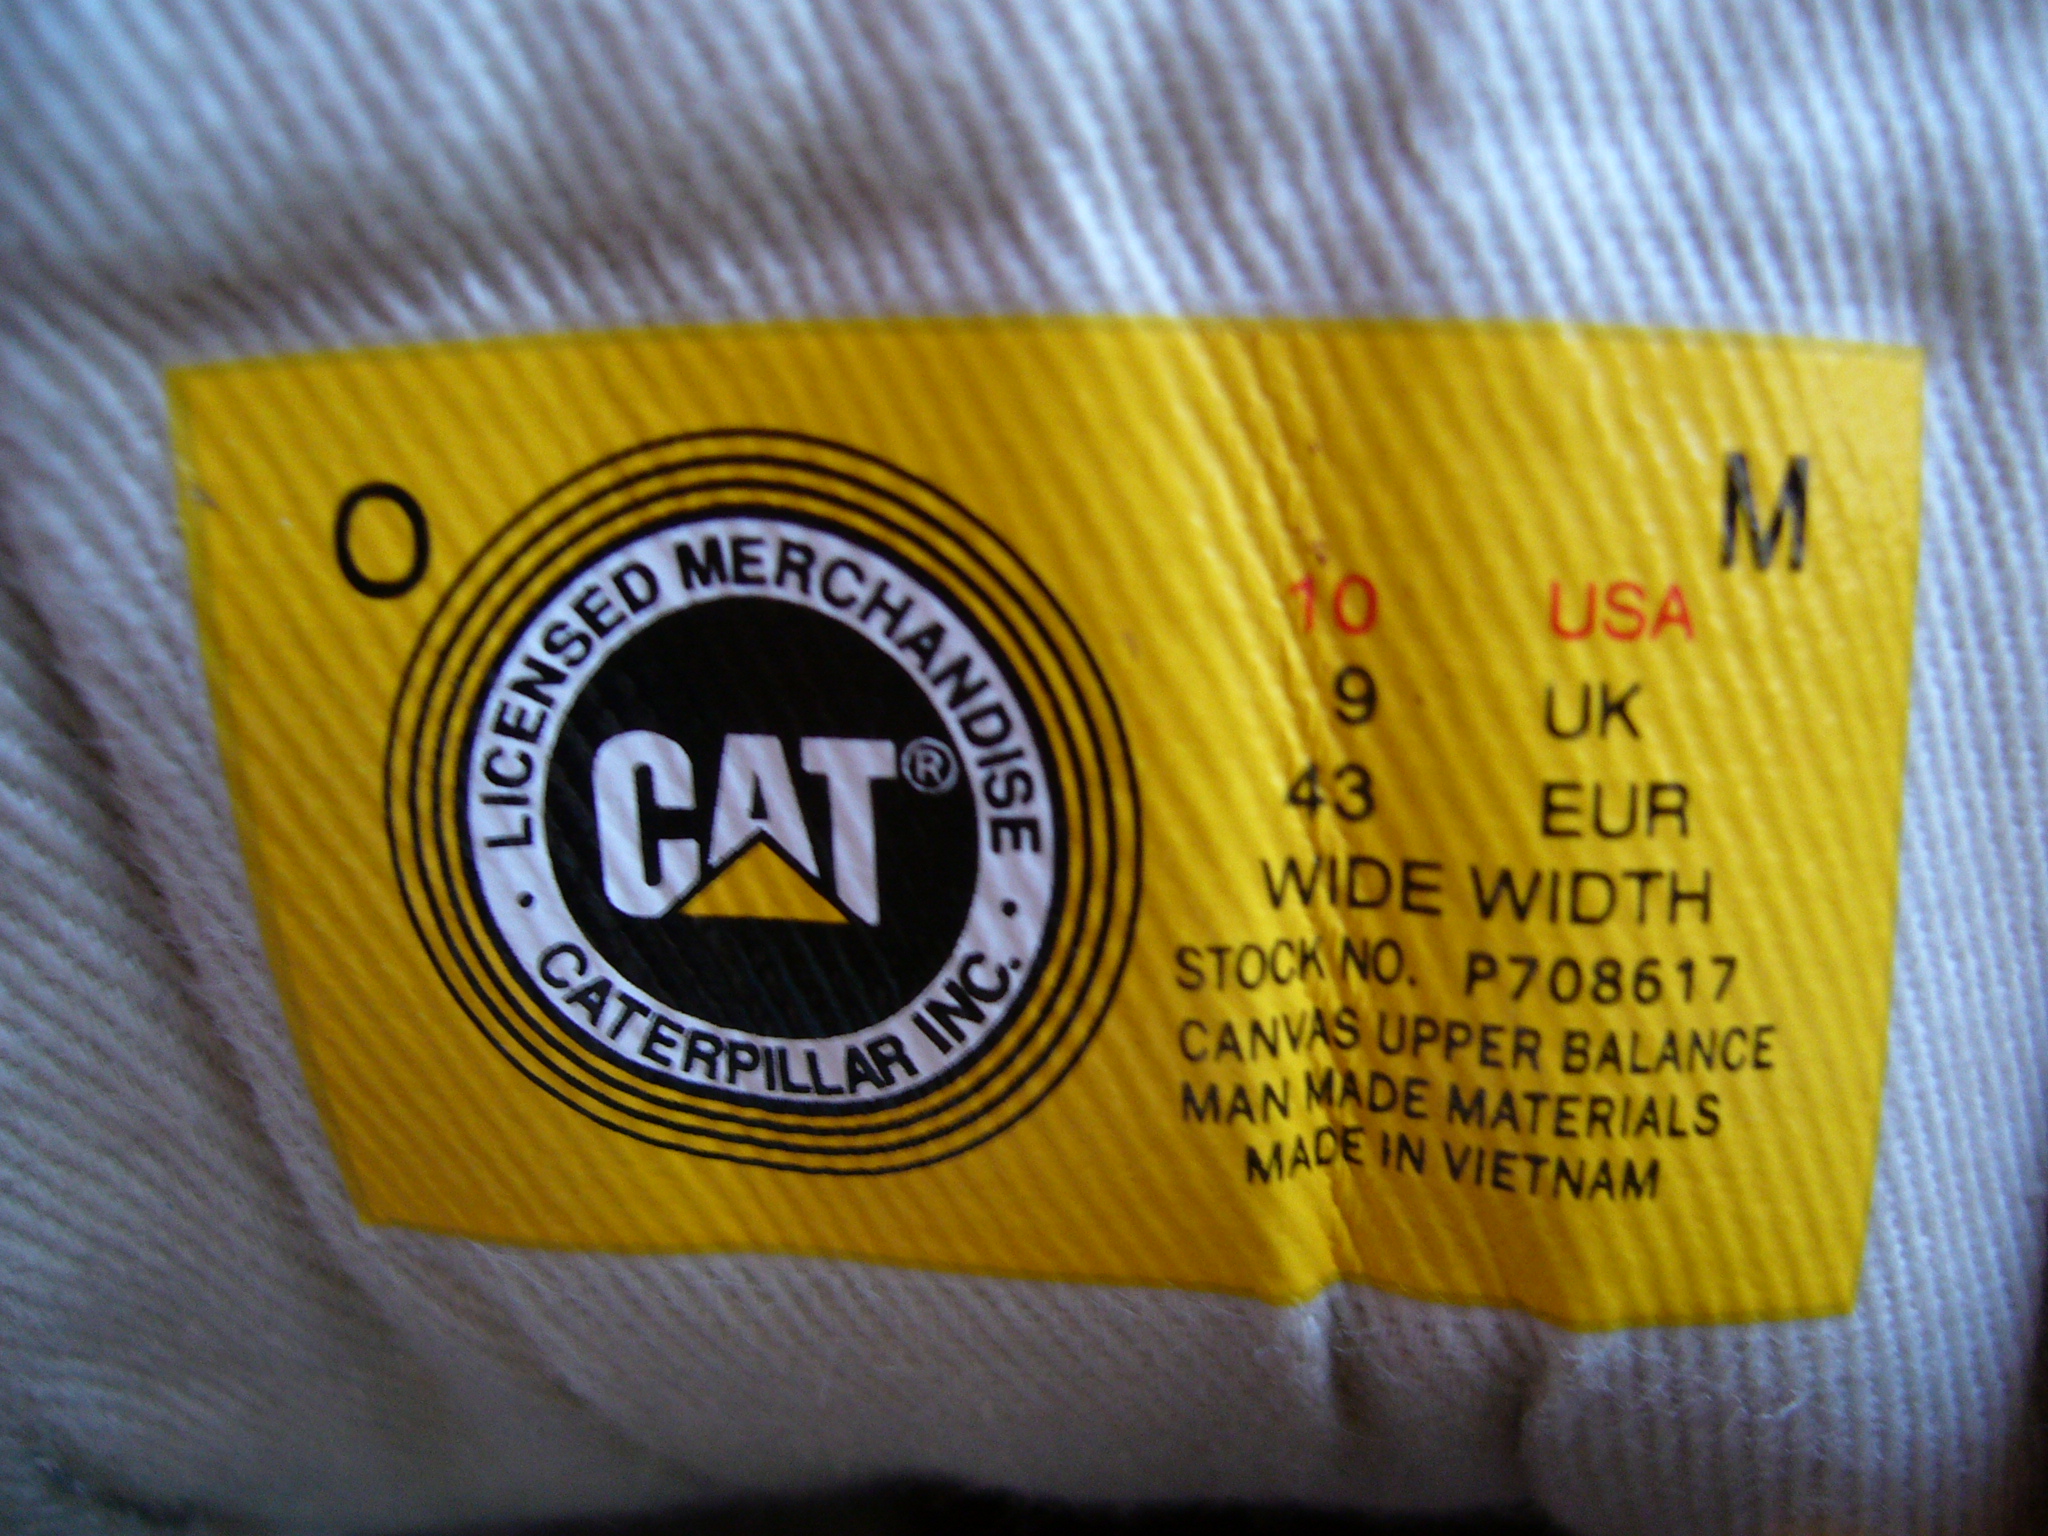 O
LICENSED MERCHANDISE
CAT®
· CATERPILLAR INC. ·
M
10 USA
9 UK
43 EUR
WIDE WIDTH
STOCK NO. P708617
CANVAS UPPER BALANCE
MAN MADE MATERIALS
MADE IN VIETNAM